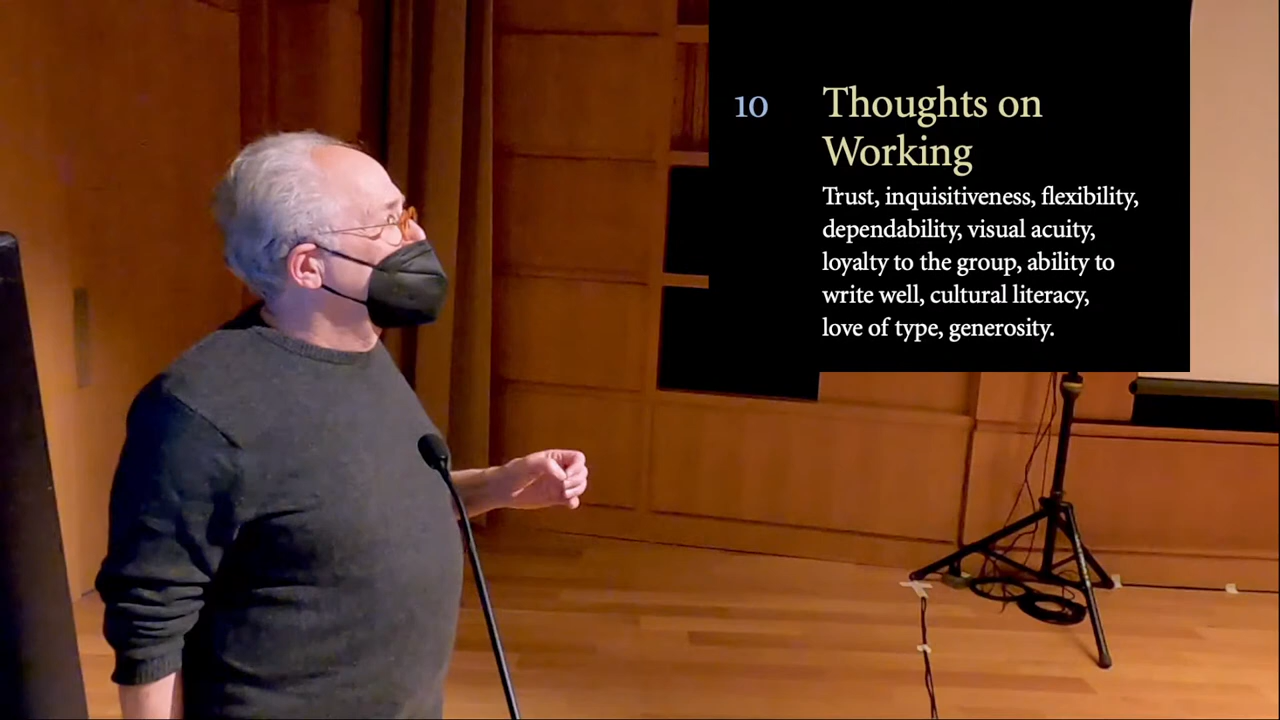 10
Thoughts on
Working
Trust, inquisitiveness, flexibility,
dependability, visual acuity,
loyalty to the group, ability to
write well, cultural literacy,
love of type, generosity.